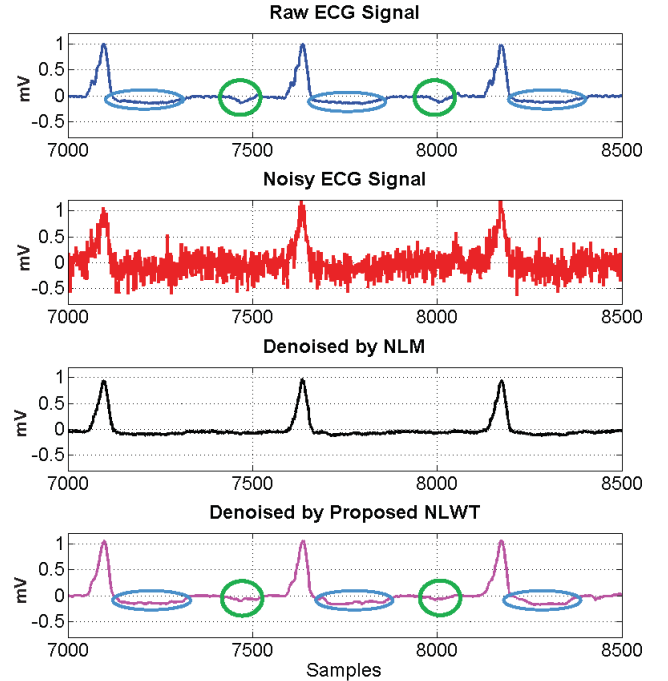 Raw ECG Signal
1
0.5
0
-0.5
mV
7000 7500 8000 8500
Noisy ECG Signal
1
0.5
0
-0.5
mV
7000 7500 8000 8500
Denoised by NLM
1
0.5
0
-0.5
mV
7000 7500 8000 8500
Denoised by Proposed NLWT
1
0.5
0
-0.5
mV
7000 7500 8000 8500
Samples